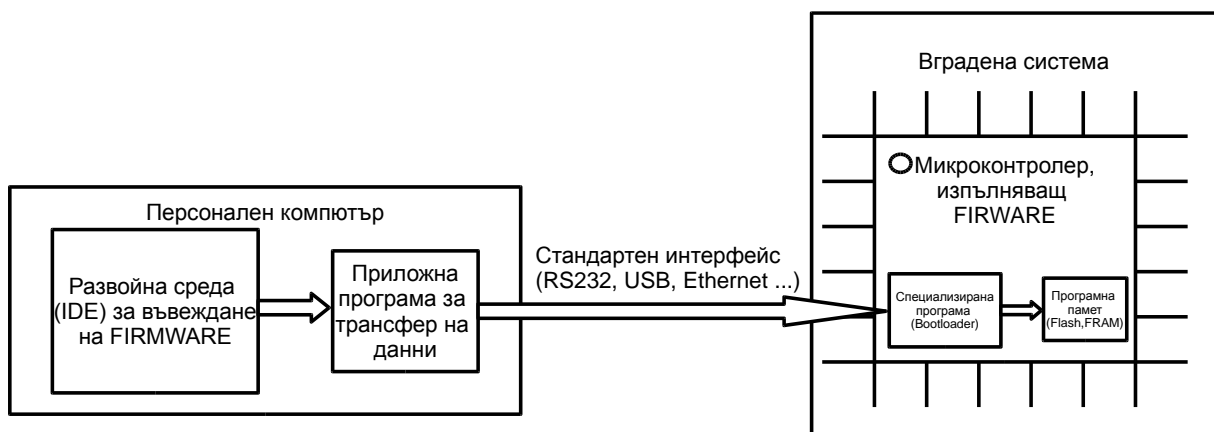 Вградена система
Микроконтролер,
изпълняващ
FIRWARE
Персонален компютър
Развойна среда
(IDE) за въвеждане
на FIRMWARE
Приложна
програма за
трансфер на
данни
Стандартен интерфейс
(RS232, USB, Ethernet ...)
Специализирана
програма
(Bootloader)
Програмна
памет
(Flash,FRAM)